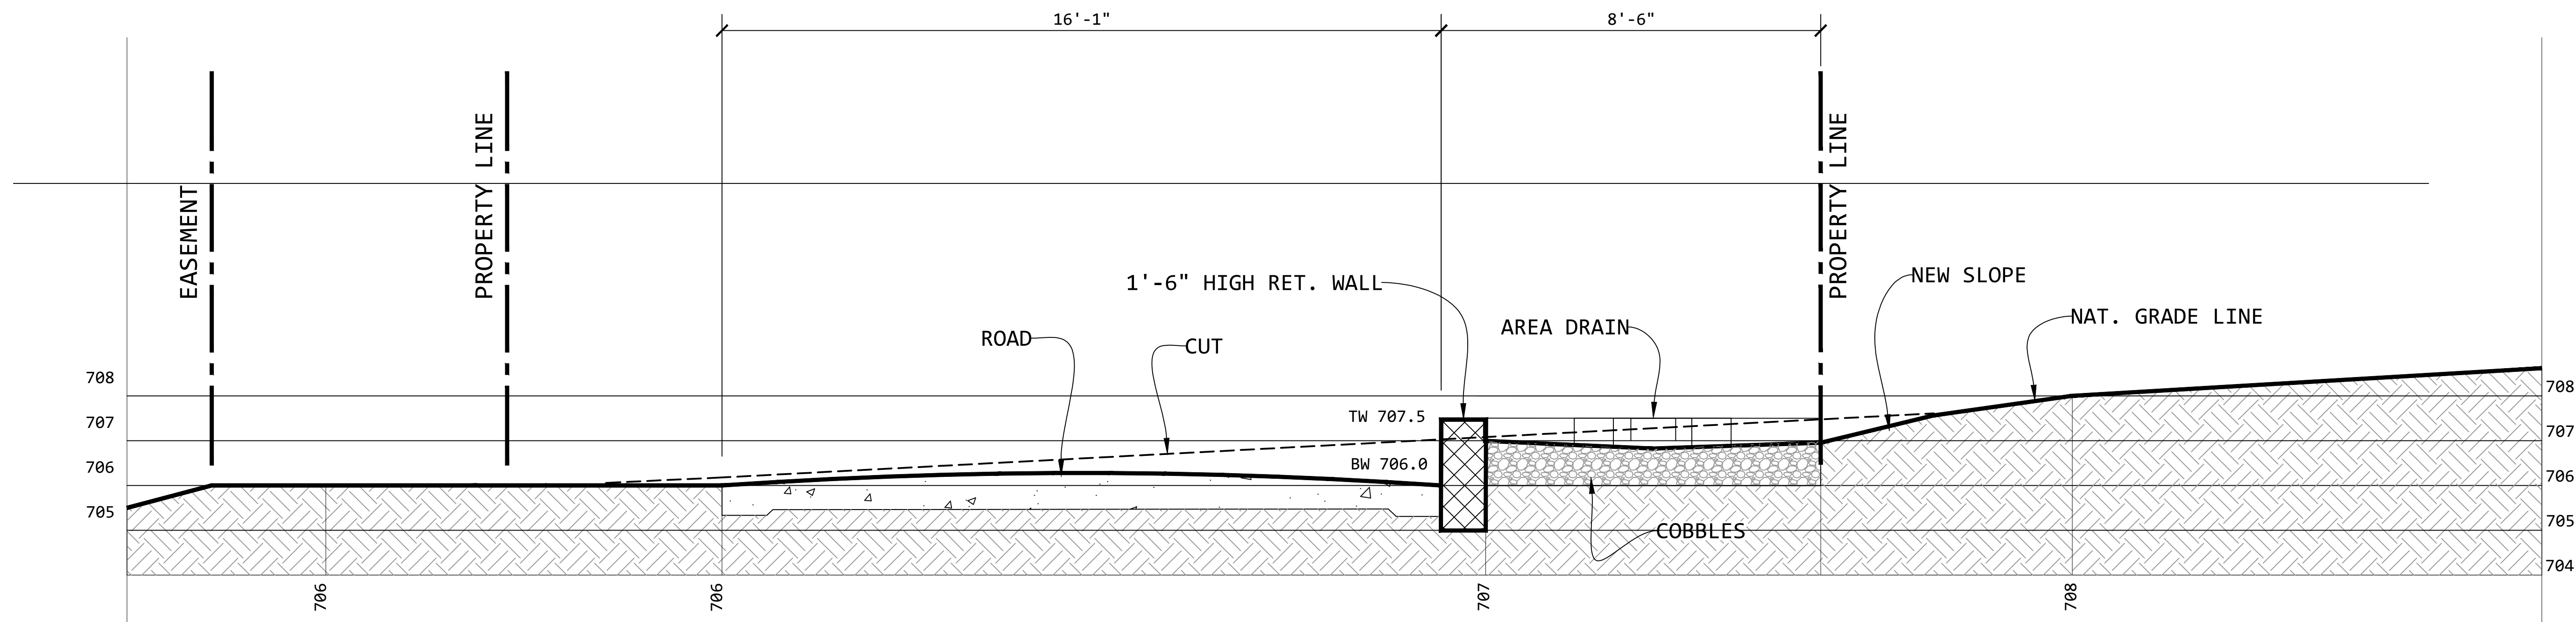 16'-1"
8'-6"
EASEMENT
PROPERTY LINE
PROPERTY LINE
1'-6" HIGH RET. WALL
NEW SLOPE
ROAD
CUT
AREA DRAIN
NAT. GRADE LINE
708
707
706
705
TW 707.5
BW 706.0
COBBLES
708
707
706
705
704
706
706
707
708